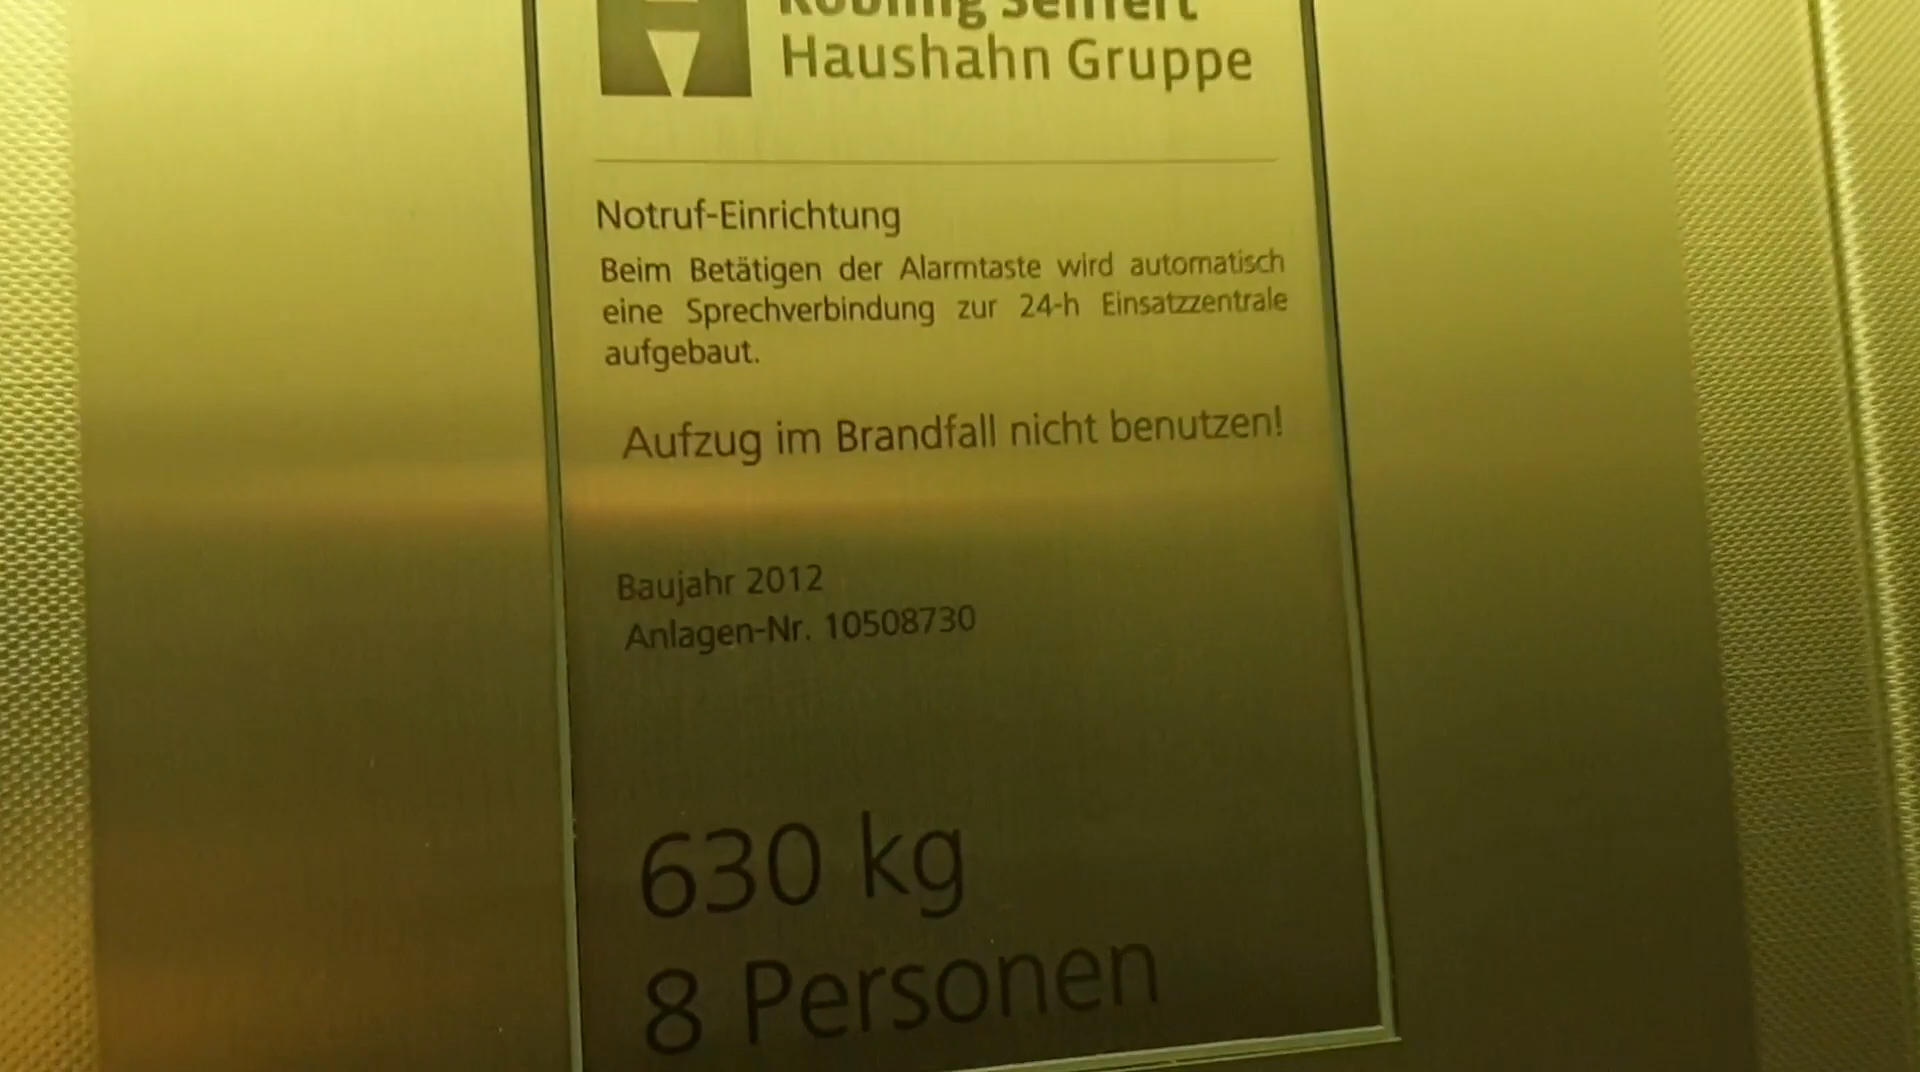 Haushahn Gruppe
Notruf-Einrichtung
Beim Betätigen der Alarmtaste wird automatisch
eine Sprechverbindung zur 24-h Einsatzzentrale
aufgebaut.
Aufzug im Brandfall nicht benutzen!
Baujahr 2012
Anlagen-Nr. 10508730
630 kg
8 Personen